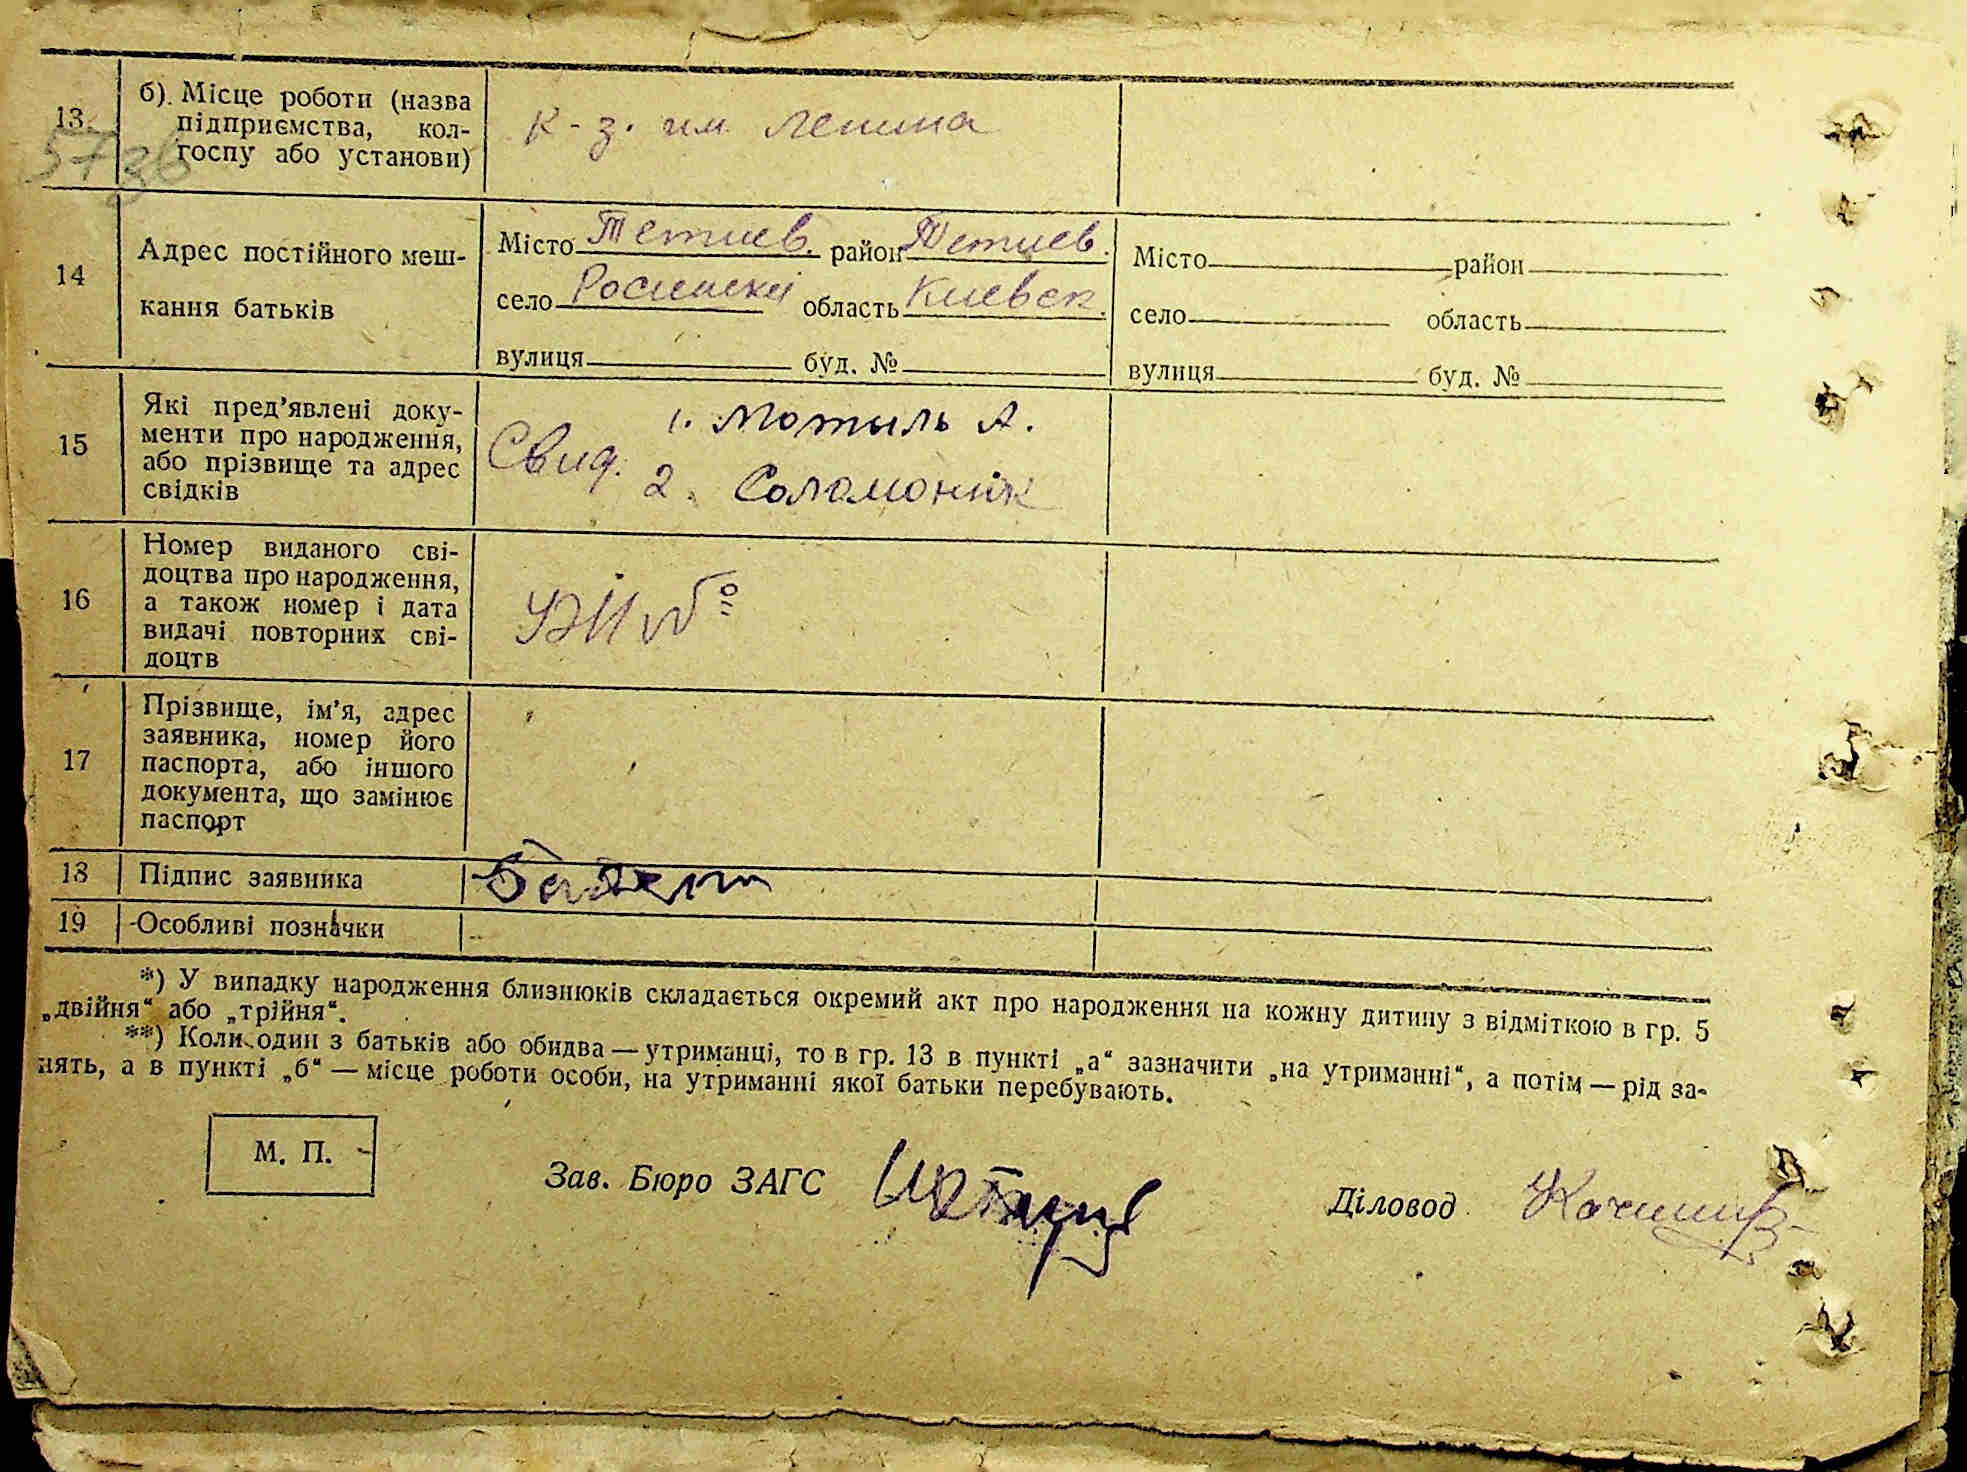 13
57 36
б). Місце роботи (назва
підприємства, кол-
госпу або установи)
к-з. им Ленина
14
Адрес постійного меш-
кання батьків
Місто Тетиев. район Тетиев.
село область Киевск.
вулиця буд. №
Місто район
село область
вулиця буд. №
15
Які пред'явлені доку-
менти про народження,
або прізвище та адрес
свідків
Свид. 1. Мотыль А.
2. Соломоник
16
Номер виданого сві-
доцтва про народження,
а також номер і дата
видачі повторних сві-
доцтв
17
Прізвище, ім'я, адрес
заявника, номер його
паспорта, або іншого
документа, що замінює
паспорт
18
Підпис заявника
19
Особливі позначки
*) У випадку народження близнюків складається окремий акт про народження на кожну дитину з відміткою в гр. 5
„двійня“ або „трійня“.
**) Коли один з батьків або обидва — утриманці, то в гр. 13 в пункті „а“ зазначити „на утриманні“, а потім — рід за-
нять, а в пункті „б“ — місце роботи особи, на утриманні якої батьки перебувають.
М. П.
Зав. Бюро ЗАГС
Діловод